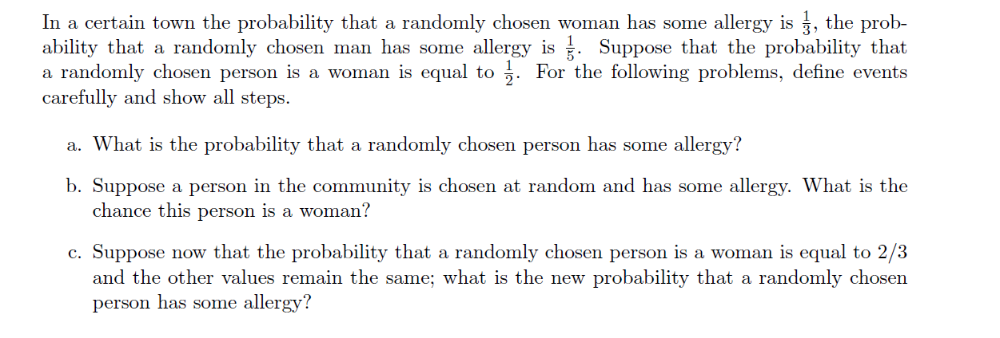 In a certain town the probability that a randomly chosen woman has some allergy is 1/3, the prob-
ability that a randomly chosen man has some allergy is 1/5. Suppose that the probability that
a randomly chosen person is a woman is equal to 1/2. For the following problems, define events
carefully and show all steps.
a. What is the probability that a randomly chosen person has some allergy?
b. Suppose a person in the community is chosen at random and has some allergy. What is the
chance this person is a woman?
c. Suppose now that the probability that a randomly chosen person is a woman is equal to 2/3
and the other values remain the same; what is the new probability that a randomly chosen
person has some allergy?